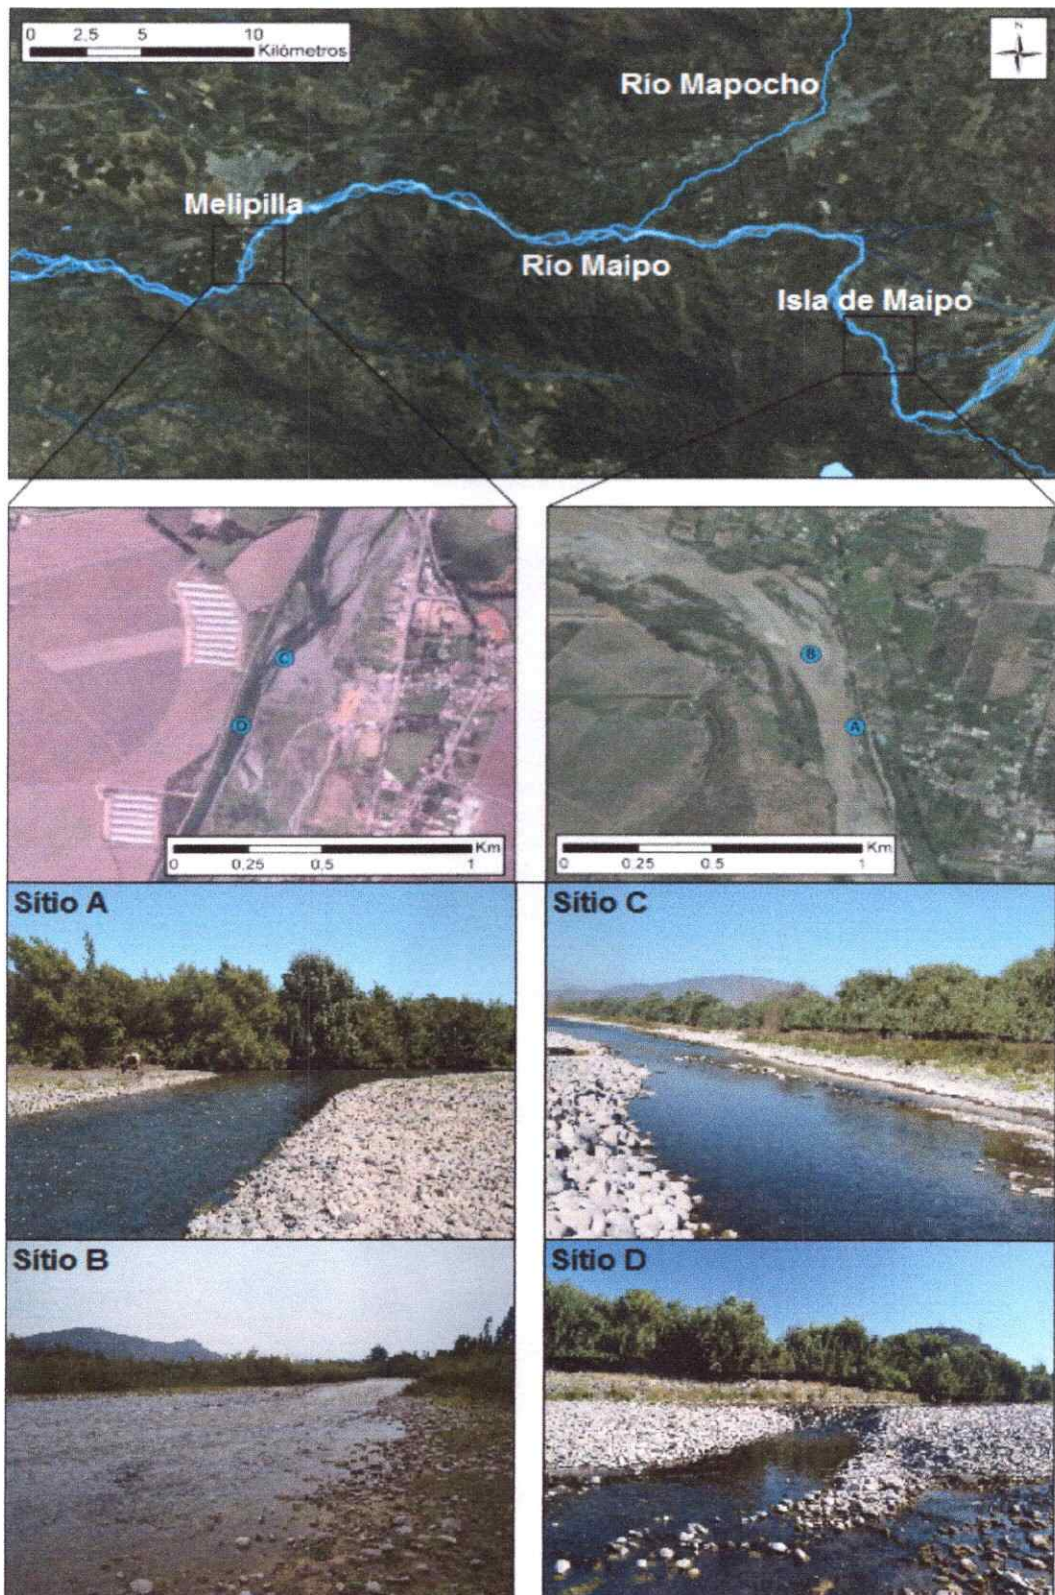 0 2,5 5 10
Kilómetros
N
Río Mapocho
Melipilla
Río Maipo
Isla de Maipo
C
D
B
A
Km
0 0,25 0,5 1
Km
0 0,25 0,5 1
Sítio A
Sítio C
Sítio B
Sítio D